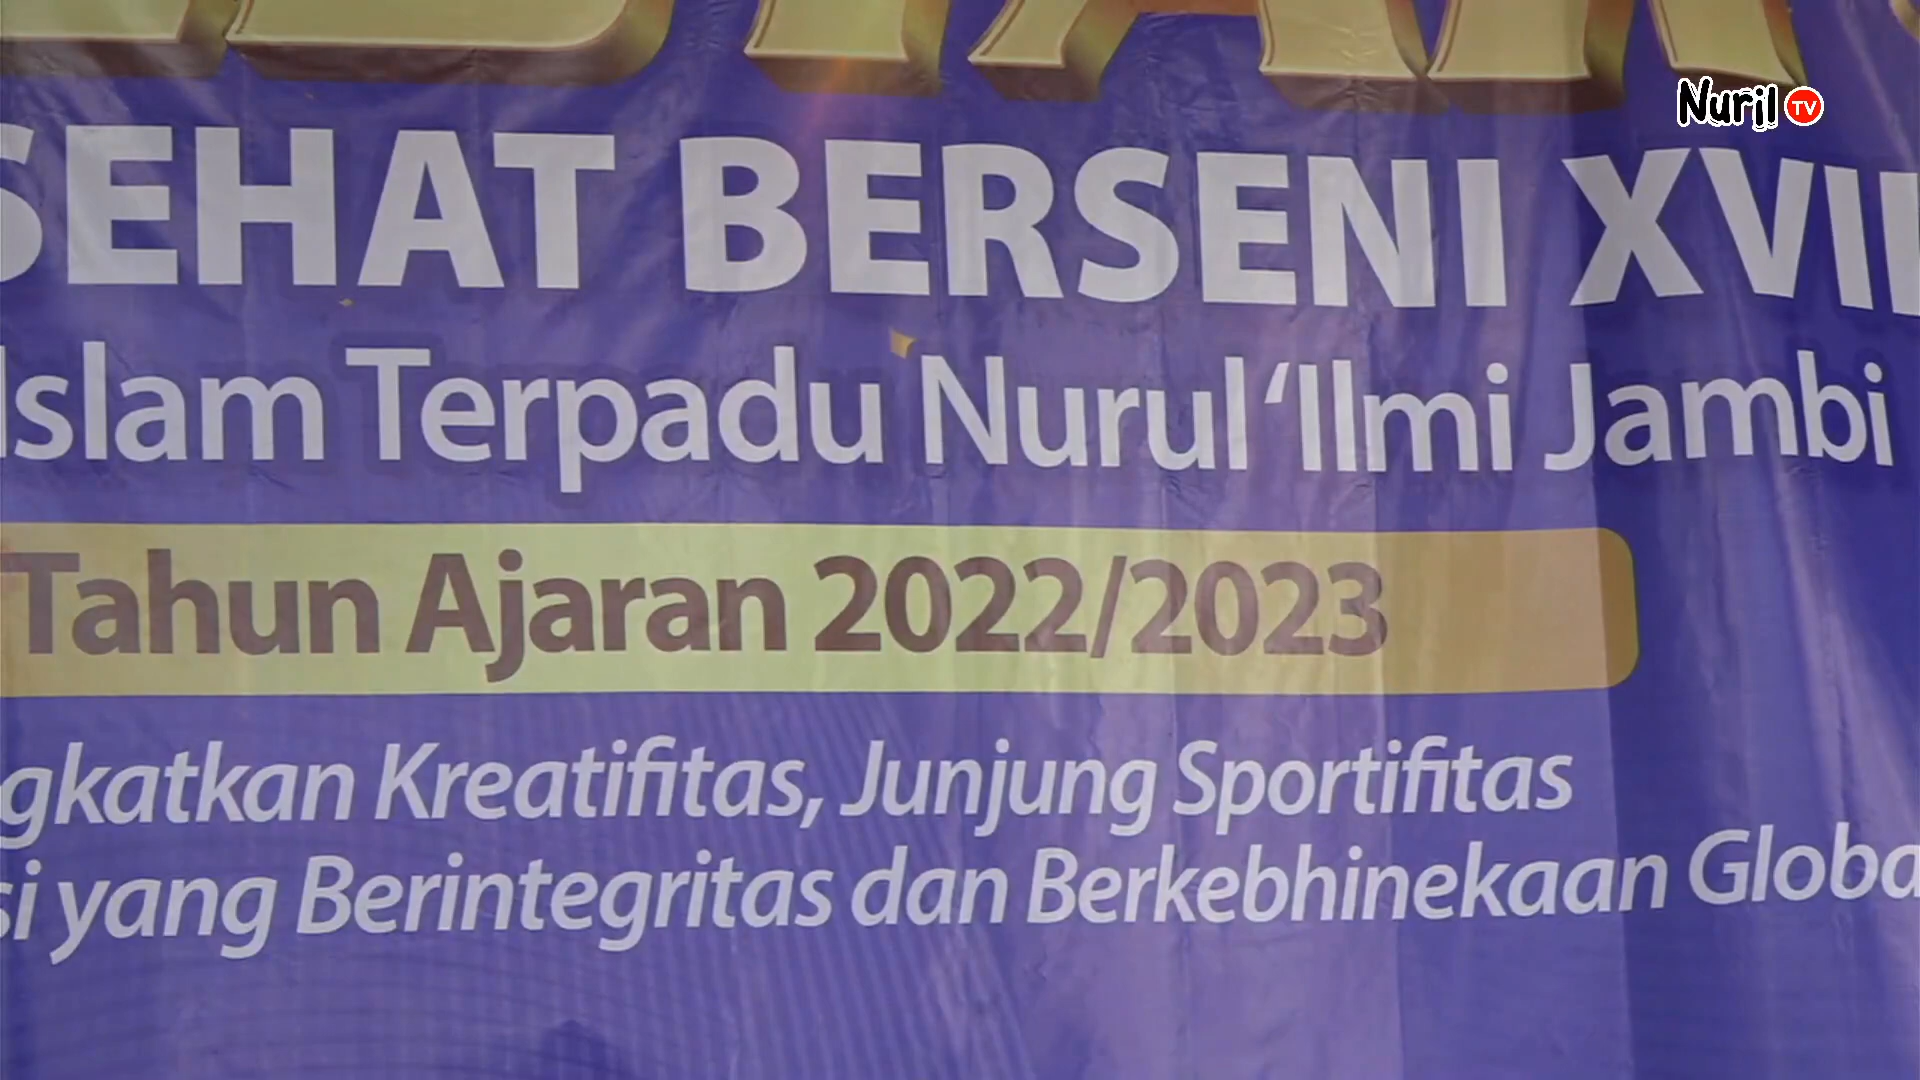 Nuril TV
SEHAT BERSENI XVII
Islam Terpadu Nurul 'Ilmi Jambi
Tahun Ajaran 2022/2023
gkatkan Kreatifitas, Junjung Sportifitas
si yang Berintegritas dan Berkebhinekaan Globa